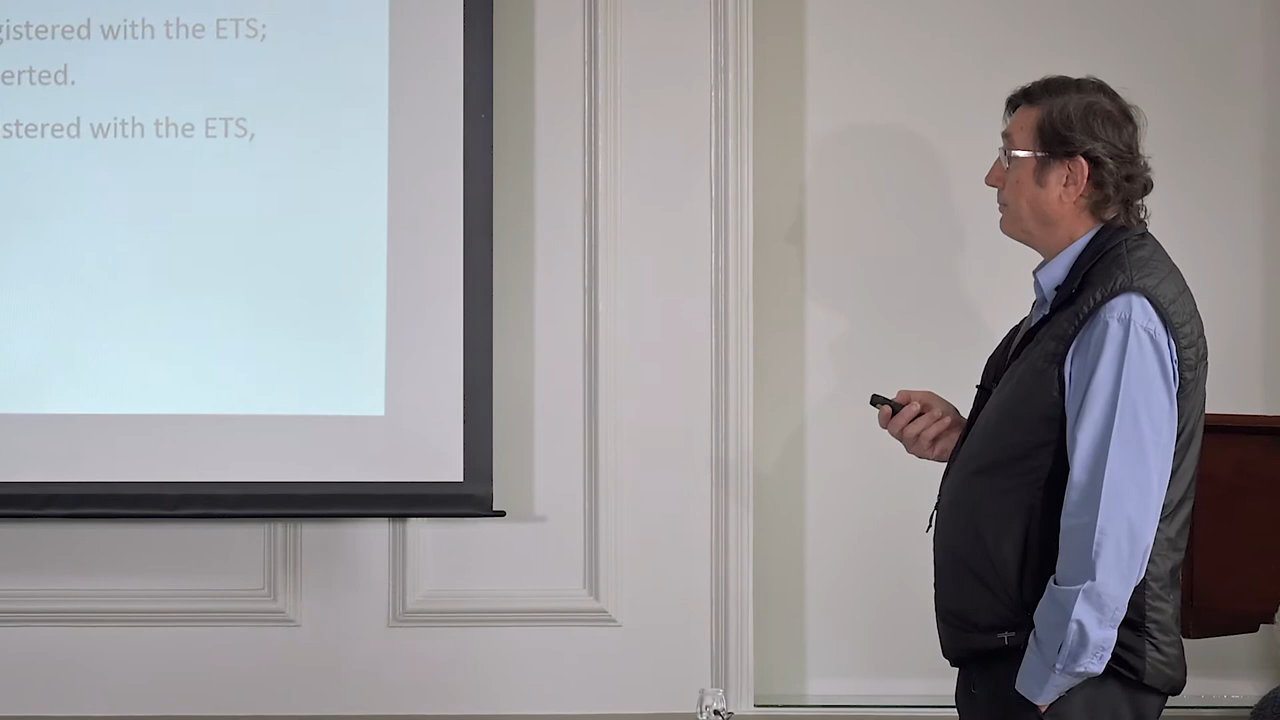 gistered with the ETS;
erted.
stered with the ETS,